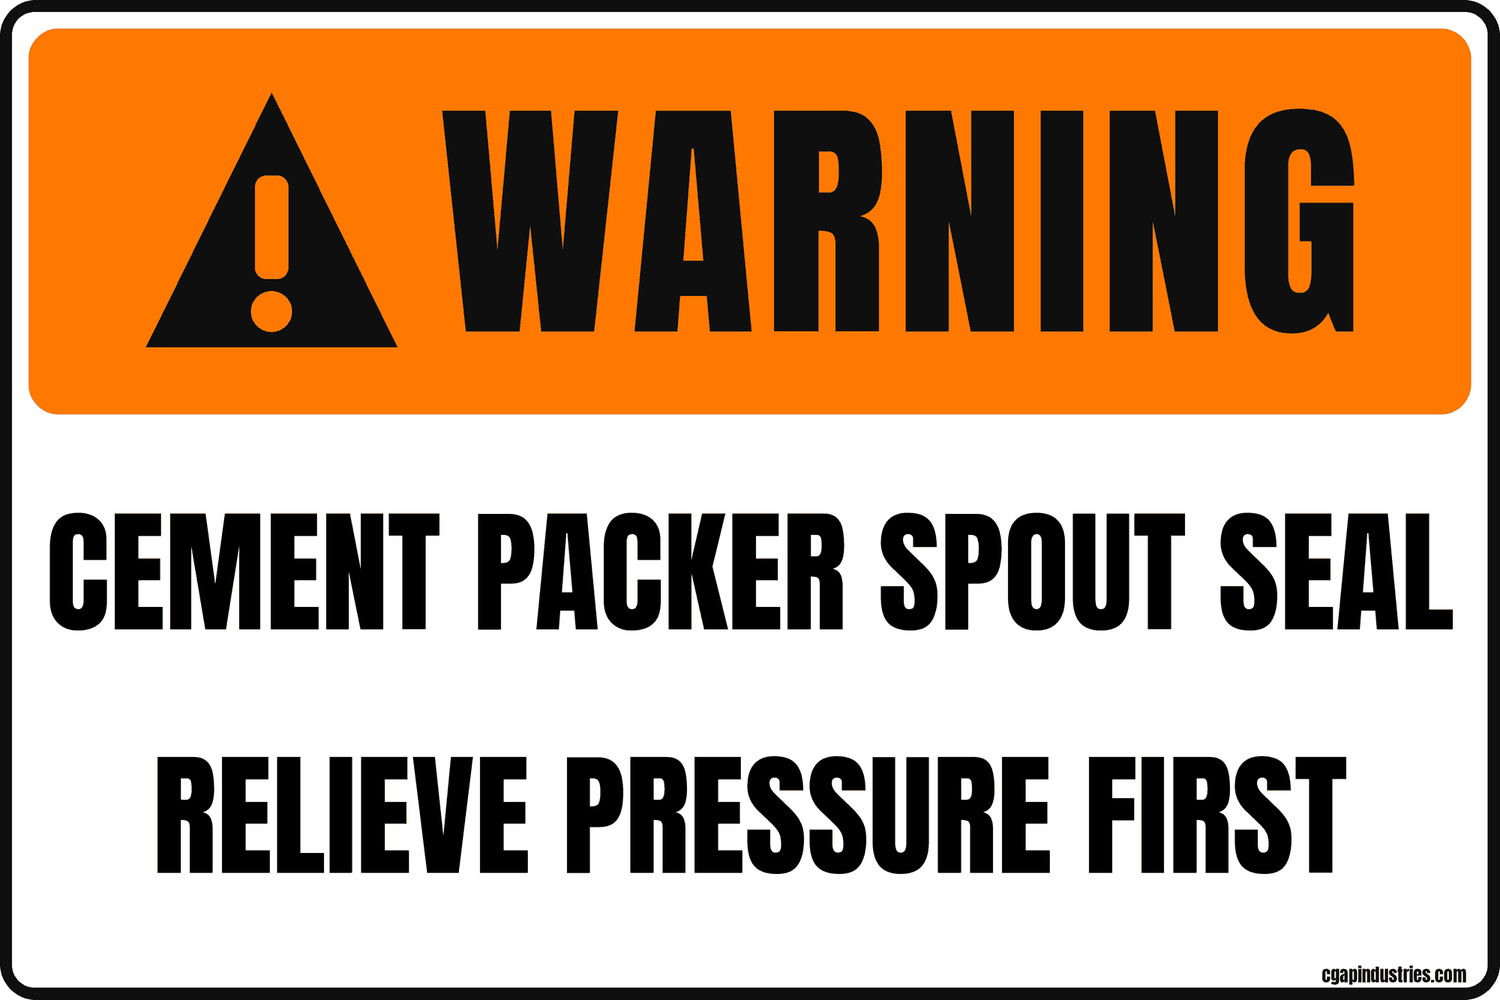 WARNING
CEMENT PACKER SPOUT SEAL
RELIEVE PRESSURE FIRST
cgapindustries.com